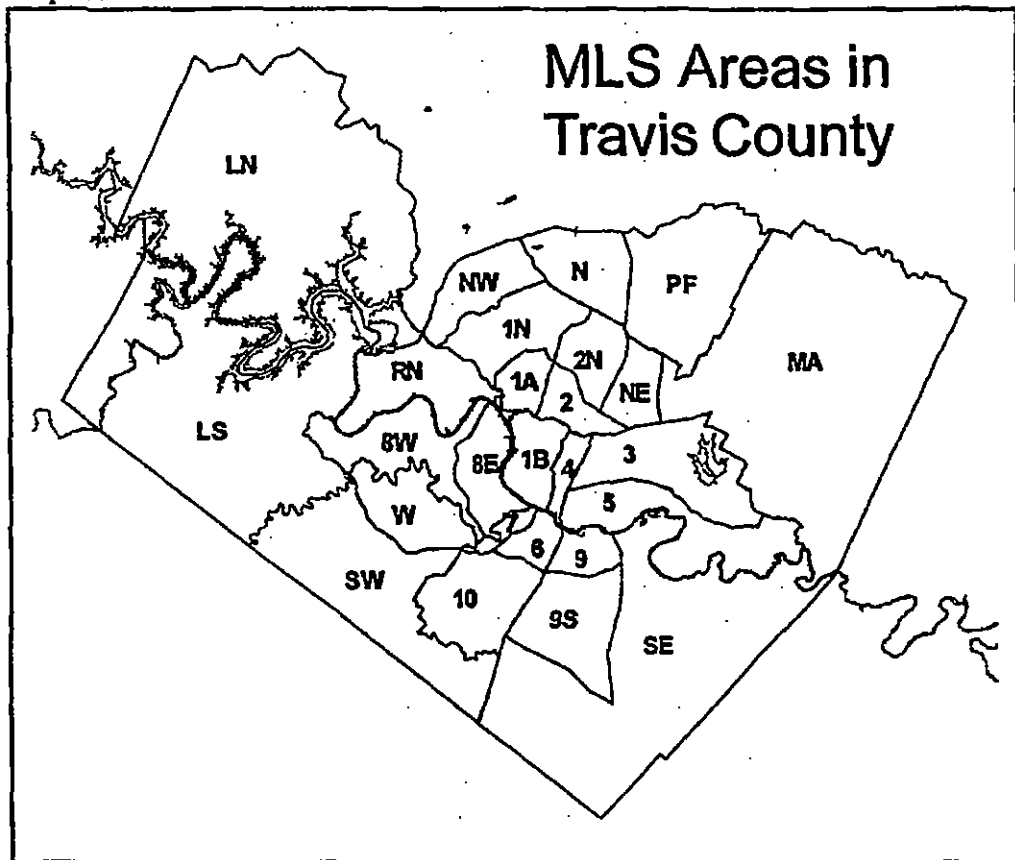 MLS Areas in
Travis County
LN
NW
N
PF
1N
2N
MA
RN
1A
NE
2
LS
8W
8E
1B
4
3
W
5
7
6
9
SW
10
9S
SE